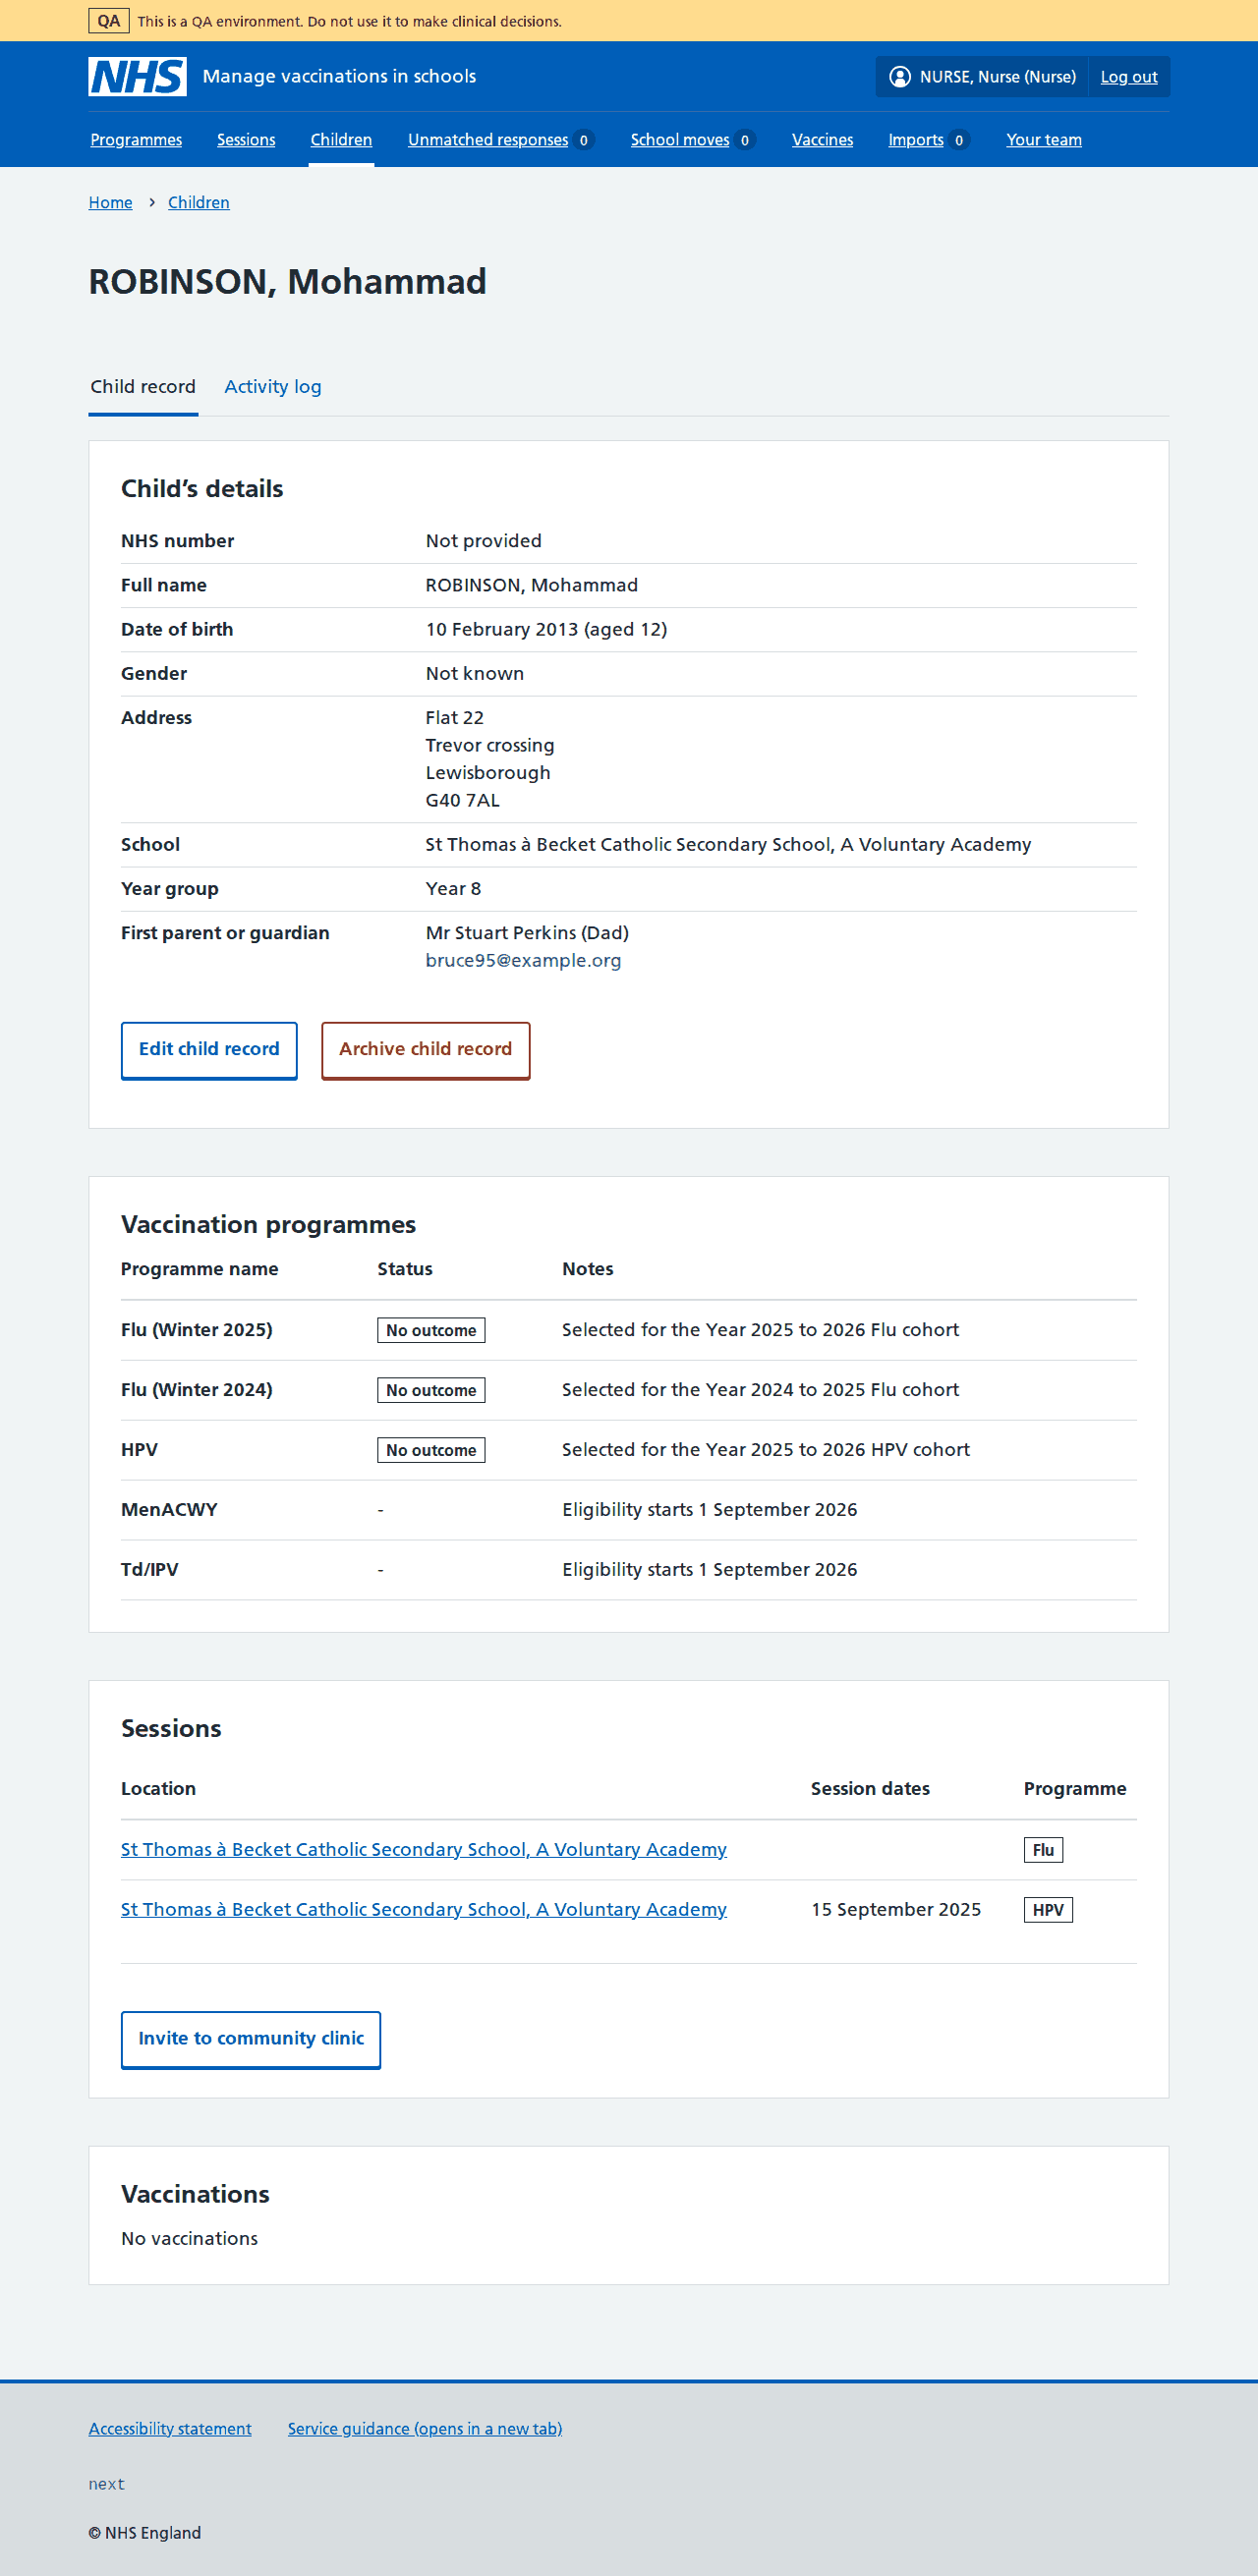 QA This is a QA environment. Do not use it to make clinical decisions.
NHS Manage vaccinations in schools NURSE, Nurse (Nurse) Log out
Programmes Sessions Children Unmatched responses 0 School moves 0 Vaccines Imports 0 Your team
Home › Children
ROBINSON, Mohammad
Child record Activity log
Child’s details
NHS number Not provided
Full name ROBINSON, Mohammad
Date of birth 10 February 2013 (aged 12)
Gender Not known
Address Flat 22
Trevor crossing
Lewisborough
G40 7AL
School St Thomas à Becket Catholic Secondary School, A Voluntary Academy
Year group Year 8
First parent or guardian Mr Stuart Perkins (Dad)
bruce95@example.org
Edit child record Archive child record
Vaccination programmes
Programme name Status Notes
Flu (Winter 2025) No outcome Selected for the Year 2025 to 2026 Flu cohort
Flu (Winter 2024) No outcome Selected for the Year 2024 to 2025 Flu cohort
HPV No outcome Selected for the Year 2025 to 2026 HPV cohort
MenACWY - Eligibility starts 1 September 2026
Td/IPV - Eligibility starts 1 September 2026
Sessions
Location Session dates Programme
St Thomas à Becket Catholic Secondary School, A Voluntary Academy Flu
St Thomas à Becket Catholic Secondary School, A Voluntary Academy 15 September 2025 HPV
Invite to community clinic
Vaccinations
No vaccinations
Accessibility statement Service guidance (opens in a new tab)
next
© NHS England